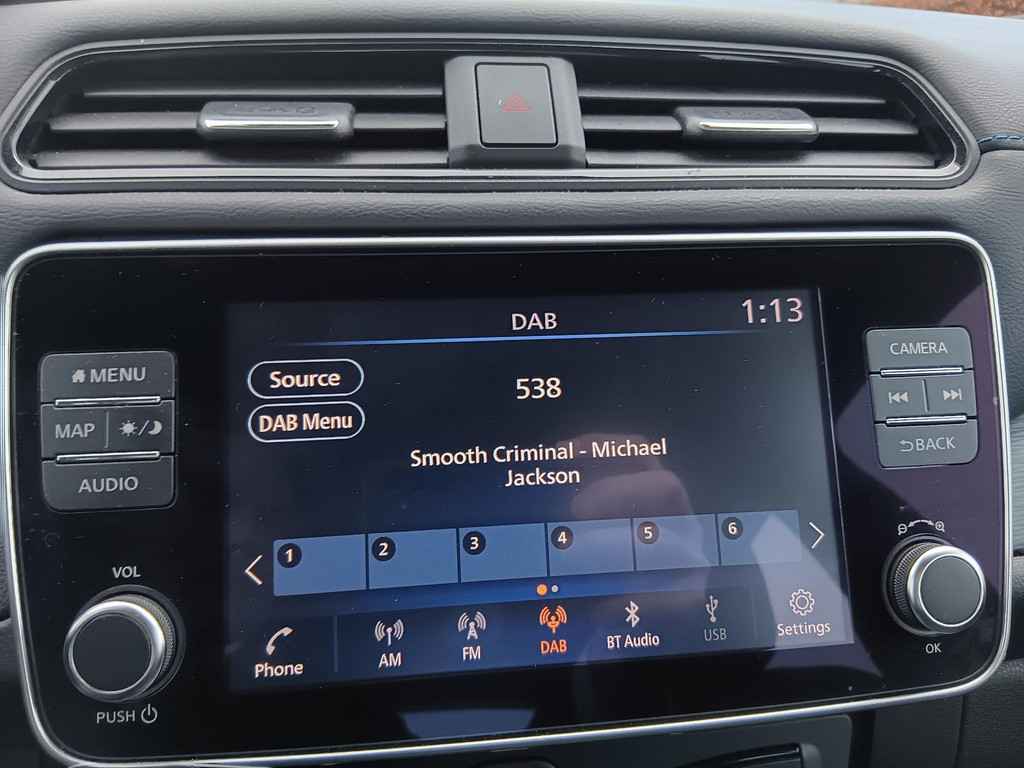 DAB 1:13
MENU
MAP
AUDIO
VOL
PUSH
Source
DAB Menu
538
Smooth Criminal - Michael
Jackson
1 2 3 4 5 6
Phone
AM
FM
DAB
BT Audio
USB
Settings
CAMERA
BACK
OK